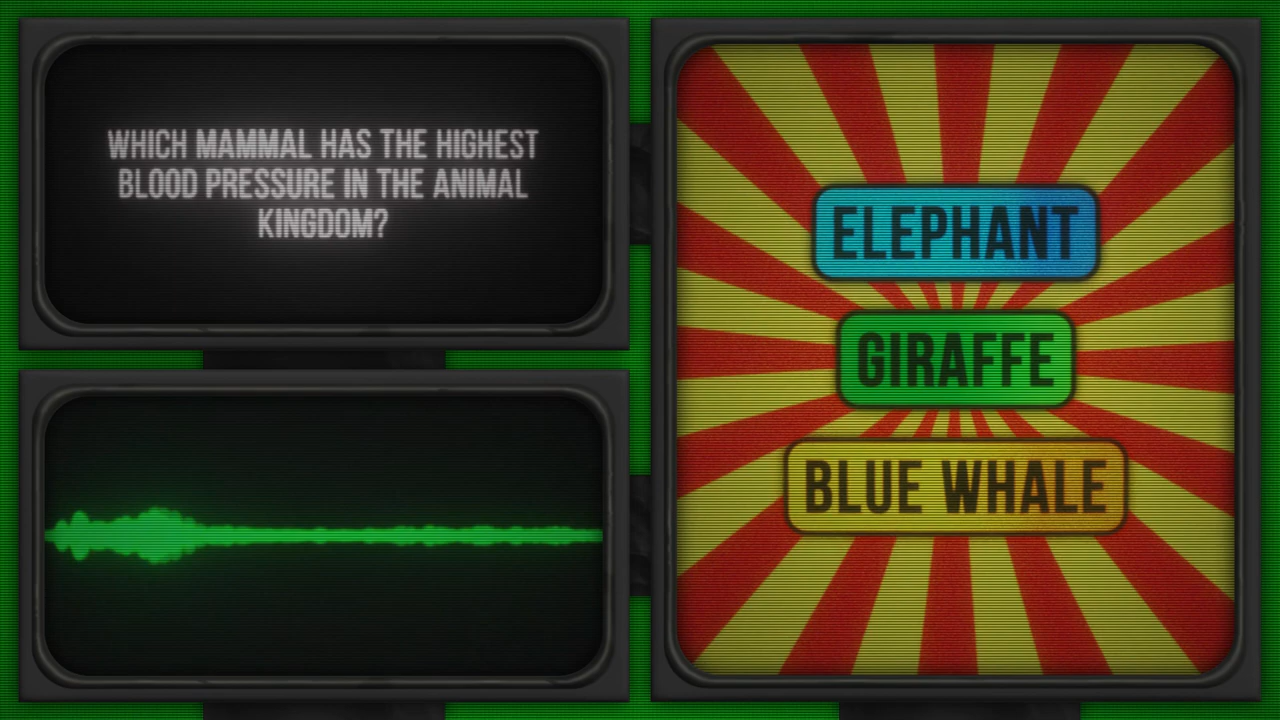 WHICH MAMMAL HAS THE HIGHEST
BLOOD PRESSURE IN THE ANIMAL
KINGDOM?
ELEPHANT
GIRAFFE
BLUE WHALE